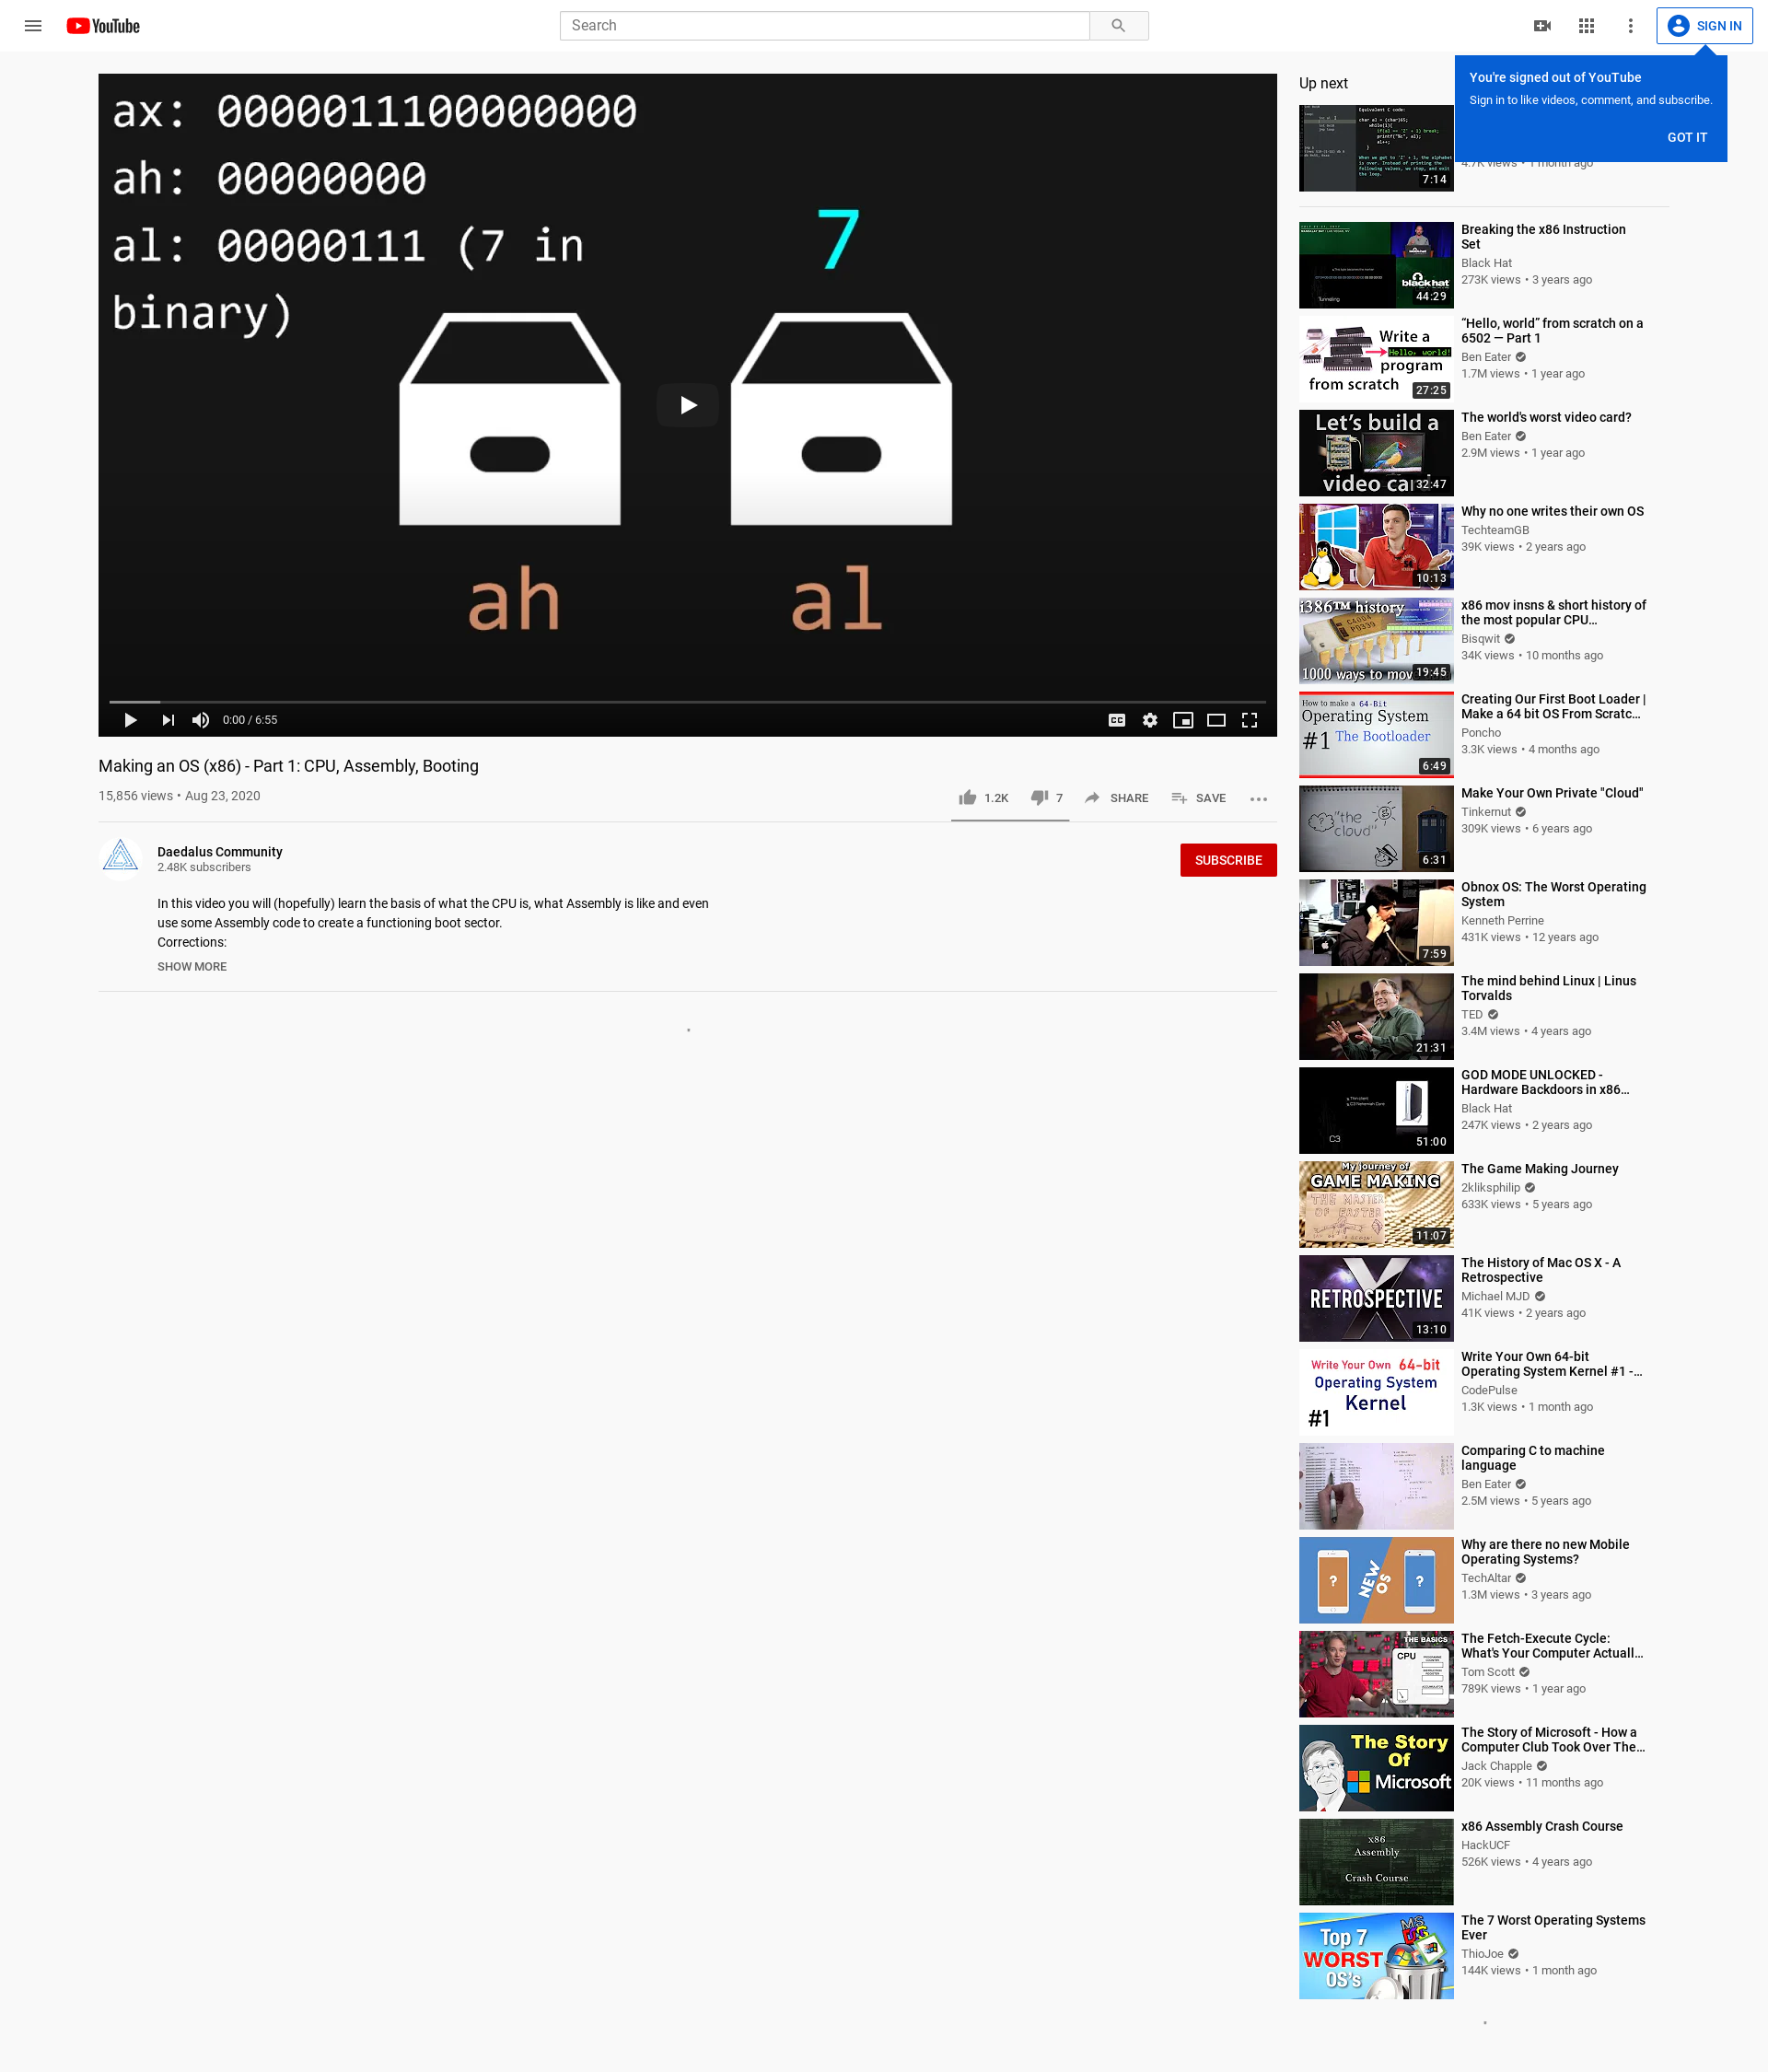 YouTube
Search
SIGN IN
You're signed out of YouTube
Sign in to like videos, comment, and subscribe.
GOT IT
ax: 0000011100000000
ah: 00000000
al: 00000111 (7 in
binary)
7
ah
al
0:00 / 6:55
CC
Making an OS (x86) - Part 1: CPU, Assembly, Booting
15,856 views • Aug 23, 2020
1.2K
7
SHARE
SAVE
Daedalus Community
2.48K subscribers
SUBSCRIBE
In this video you will (hopefully) learn the basis of what the CPU is, what Assembly is like and even
use some Assembly code to create a functioning boot sector.
Corrections:
SHOW MORE
Up next
Equivalent C code:
7:14
4.7K views • 1 month ago
black hat
Tunneling
44:29
Breaking the x86 Instruction
Set
Black Hat
273K views • 3 years ago
Write a
Hello, world!
program
from scratch
27:25
“Hello, world” from scratch on a
6502 — Part 1
Ben Eater
1.7M views • 1 year ago
Let's build a
video card
32:47
The world's worst video card?
Ben Eater
2.9M views • 1 year ago
10:13
Why no one writes their own OS
TechteamGB
39K views • 2 years ago
i386™ history
1000 ways to mov
19:45
x86 mov insns & short history of
the most popular CPU…
Bisqwit
34K views • 10 months ago
How to make a 64-Bit
Operating System
#1 The Bootloader
6:49
Creating Our First Boot Loader |
Make a 64 bit OS From Scratc…
Poncho
3.3K views • 4 months ago
"the
cloud"
6:31
Make Your Own Private "Cloud"
Tinkernut
309K views • 6 years ago
7:59
Obnox OS: The Worst Operating
System
Kenneth Perrine
431K views • 12 years ago
21:31
The mind behind Linux | Linus
Torvalds
TED
3.4M views • 4 years ago
C3
51:00
GOD MODE UNLOCKED -
Hardware Backdoors in x86…
Black Hat
247K views • 2 years ago
My journey of
GAME MAKING
THE MASTER
OF FASTER
11:07
The Game Making Journey
2kliksphilip
633K views • 5 years ago
X
RETROSPECTIVE
13:10
The History of Mac OS X - A
Retrospective
Michael MJD
41K views • 2 years ago
Write Your Own 64-bit
Operating System
Kernel
#1
Write Your Own 64-bit
Operating System Kernel #1 -…
CodePulse
1.3K views • 1 month ago
Comparing C to machine
language
Ben Eater
2.5M views • 5 years ago
?
NEW
OS
?
Why are there no new Mobile
Operating Systems?
TechAltar
1.3M views • 3 years ago
THE BASICS
CPU
The Fetch-Execute Cycle:
What's Your Computer Actuall…
Tom Scott
789K views • 1 year ago
The Story
Of
Microsoft
The Story of Microsoft - How a
Computer Club Took Over The…
Jack Chapple
20K views • 11 months ago
x86
Assembly
Crash Course
x86 Assembly Crash Course
HackUCF
526K views • 4 years ago
Top 7
WORST
OS's
The 7 Worst Operating Systems
Ever
ThioJoe
144K views • 1 month ago